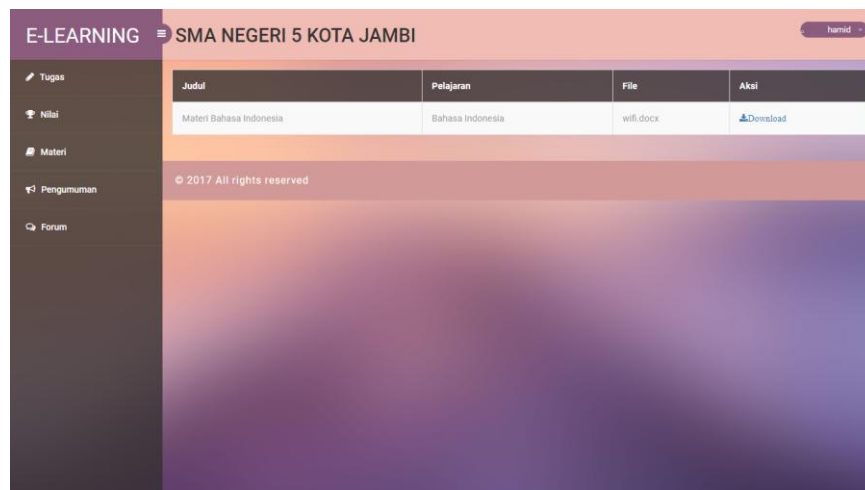 E-LEARNING
SMA NEGERI 5 KOTA JAMBI
hamid
Tugas
Nilai
Materi
Pengumuman
Forum
Judul Pelajaran File Aksi
Materi Bahasa Indonesia Bahasa Indonesia wifi.docx Download
© 2017 All rights reserved